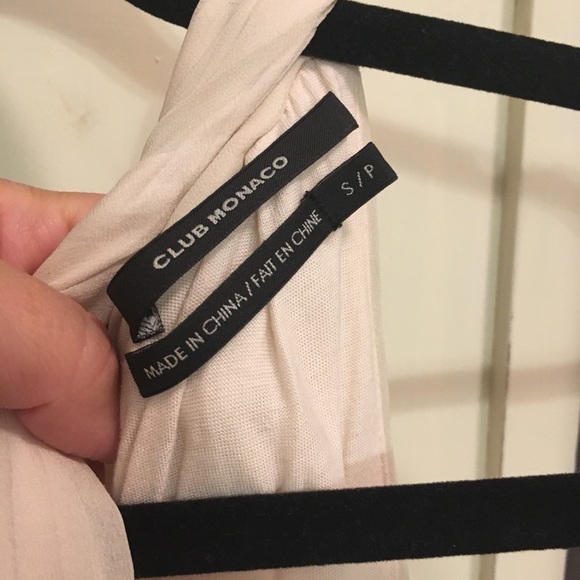 CLUB MONACO
S / P
MADE IN CHINA / FAIT EN CHINE